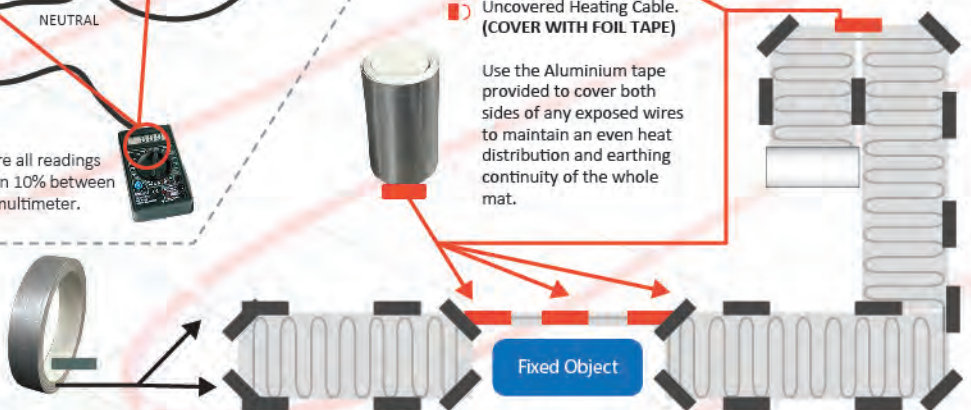 NEUTRAL
re all readings
n 10% between
multimeter.
Uncovered Heating Cable.
(COVER WITH FOIL TAPE)
Use the Aluminium tape
provided to cover both
sides of any exposed wires
to maintain an even heat
distribution and earthing
continuity of the whole
mat.
Fixed Object